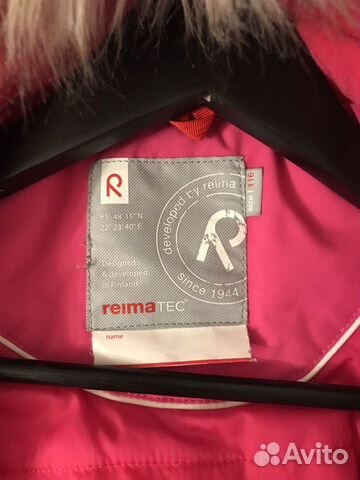 R
61° 48' 15" N
22° 23' 40" E
Designed
& developed
in Finland.
reimaTEC®
name
developed by reima
R
since 1944
size | 116
Avito